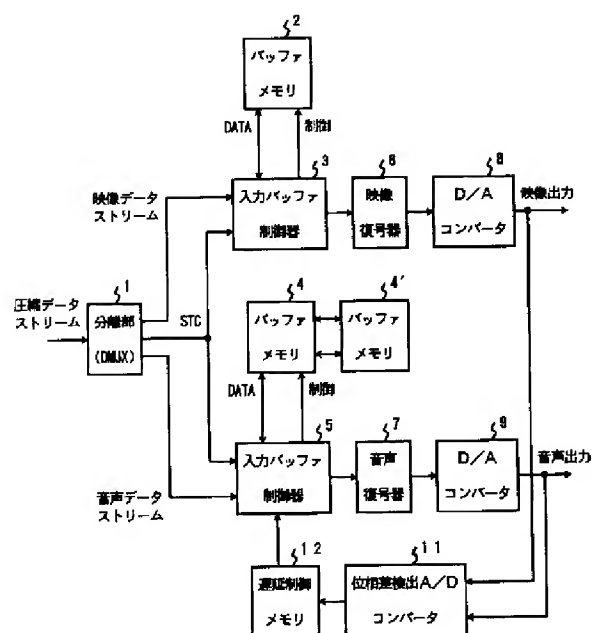 2
バッファ
メモリ
DATA
制御
3
6
8
映像データ
ストリーム
入力バッファ
制御器
映像
復号器
D/A
コンバータ
映像出力
1
4
4'
圧縮データ
ストリーム
分離部
(DMUX)
STC
バッファ
メモリ
バッファ
メモリ
DATA
制御
5
7
9
入力バッファ
制御器
音声
復号器
D/A
コンバータ
音声出力
音声データ
ストリーム
12
11
遅延制御
メモリ
位相差検出A/D
コンバータ